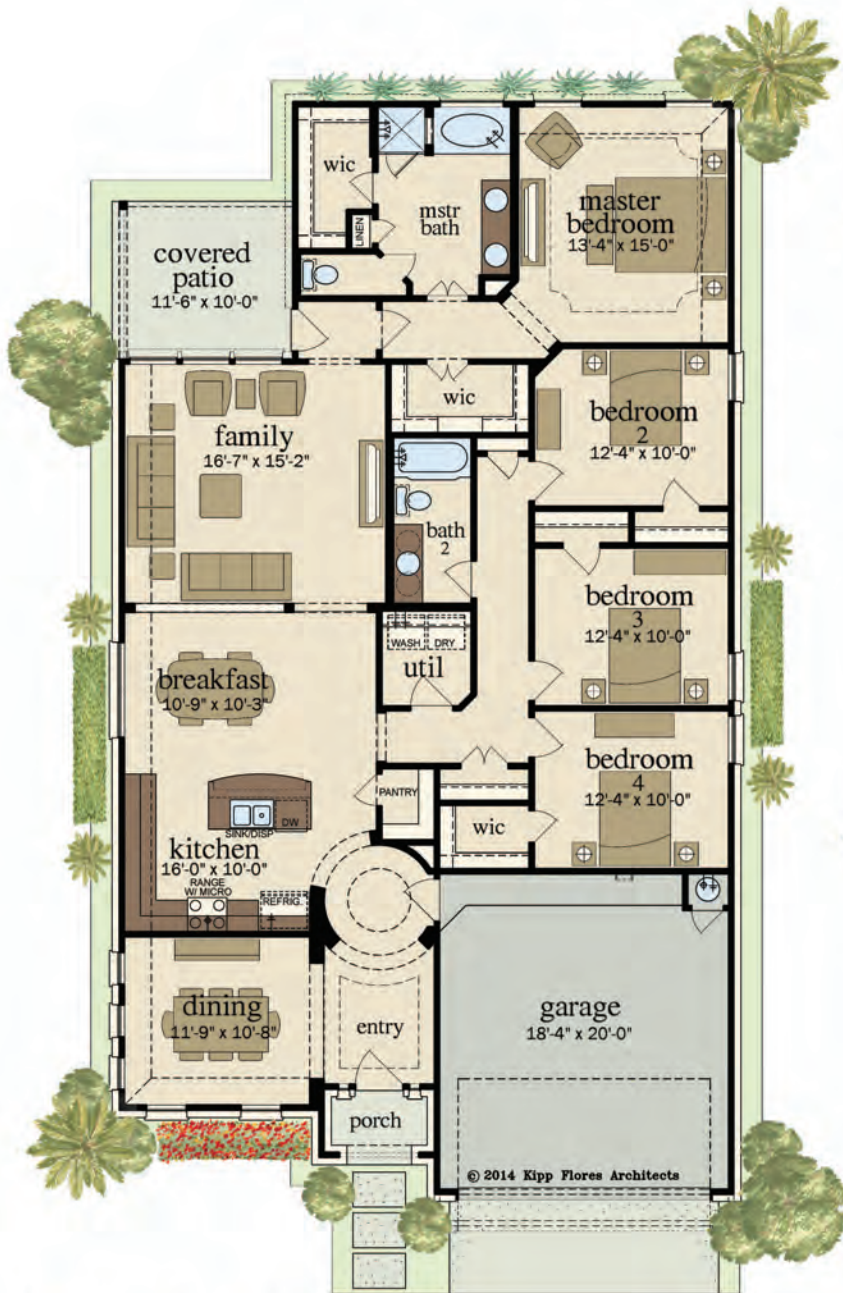 wic
mstr
bath
LINEN
master
bedroom
13'-4" x 15'-0"
covered
patio
11'-6" x 10'-0"
wic
family
16'-7" x 15'-2"
bedroom
2
12'-4" x 10'-0"
bath
2
bedroom
3
12'-4" x 10'-0"
WASH DRY
util
breakfast
10'-9" x 10'-3"
bedroom
4
12'-4" x 10'-0"
PANTRY
wic
DW
SINK/DISP
kitchen
16'-0" x 10'-0"
RANGE
W/ MICRO
REFRIG.
dining
11'-9" x 10'-8"
entry
garage
18'-4" x 20'-0"
porch
© 2014 Kipp Flores Architects